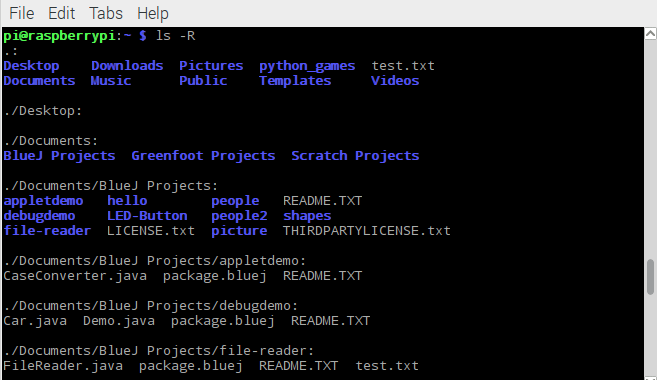 File Edit Tabs Help
pi@raspberrypi:~ $ ls -R
.:
Desktop    Downloads  Pictures  python_games  test.txt
Documents  Music      Public    Templates     Videos
./Desktop:
./Documents:
BlueJ Projects  Greenfoot Projects  Scratch Projects
./Documents/BlueJ Projects:
appletdemo   hello        people   README.TXT
debugdemo    LED-Button   people2  shapes
file-reader  LICENSE.txt  picture  THIRDPARTYLICENSE.txt
./Documents/BlueJ Projects/appletdemo:
CaseConverter.java  package.bluej  README.TXT
./Documents/BlueJ Projects/debugdemo:
Car.java  Demo.java  package.bluej  README.TXT
./Documents/BlueJ Projects/file-reader:
FileReader.java  package.bluej  README.TXT  test.txt